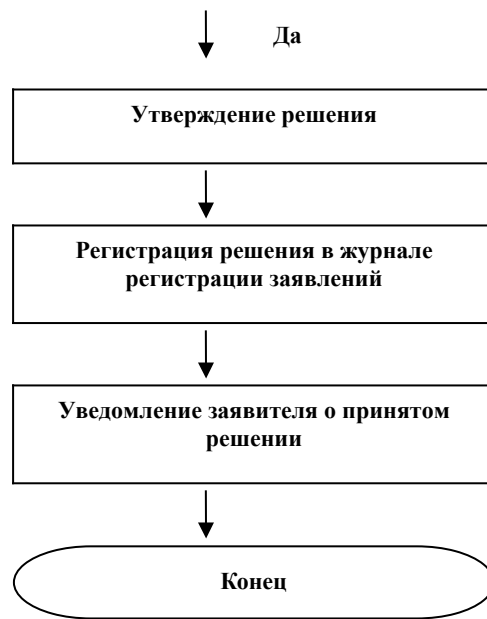 Да
Утверждение решения
Регистрация решения в журнале
регистрации заявлений
Уведомление заявителя о принятом
решении
Конец